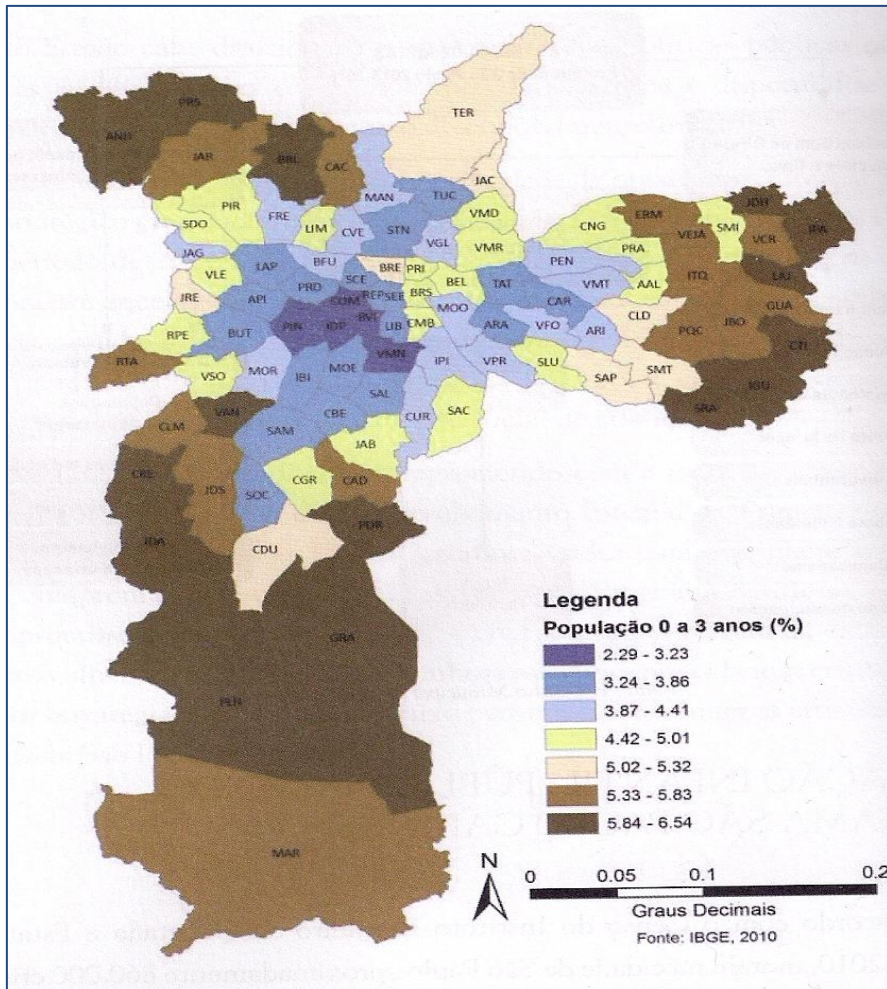 TER
PRS
ANH
JAR
BRL
CAC
JAC
MAN
TUC
PIR
FRE
LIM
CVE
STN
VMD
SDO
VGL
VMR
CNG
ERM
JDH
VEJA
SMI
VCR
IPA
PRA
JAG
LAP
BFU
BRE
PRI
PEN
VLE
SCE
BEL
TAT
AAL
ITQ
LAJ
JRE
API
PRD
REP
SEE
BRS
CAR
VMT
GUA
MOO
CLD
RPE
BUT
PIN
JDP
BVI
LIB
CMB
ARA
VFO
ARI
PQC
JBO
CTI
RTA
VMN
IPI
VPR
SLU
VSO
MOR
IBI
MOE
SAP
SMT
IGU
SRA
SAL
VAN
CBE
CUR
SAC
CLM
SAM
JAB
JDS
SOC
CGR
CAD
JDA
PDR
CDU
GRA
MAR
Legenda
População 0 a 3 anos (%)
2.29 - 3.23
3.24 - 3.86
3.87 - 4.41
4.42 - 5.01
5.02 - 5.32
5.33 - 5.83
5.84 - 6.54
N
0 0.05 0.1 0.2
Graus Decimais
Fonte: IBGE, 2010